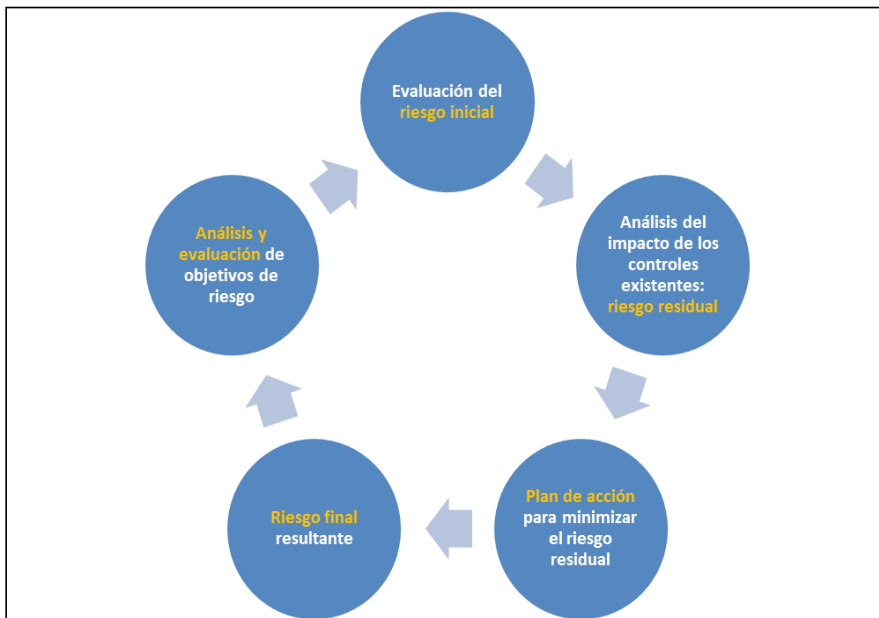 Evaluación del
riesgo inicial
Análisis del
impacto de los
controles
existentes:
riesgo residual
Plan de acción
para minimizar
el riesgo
residual
Riesgo final
resultante
Análisis y
evaluación de
objetivos de
riesgo